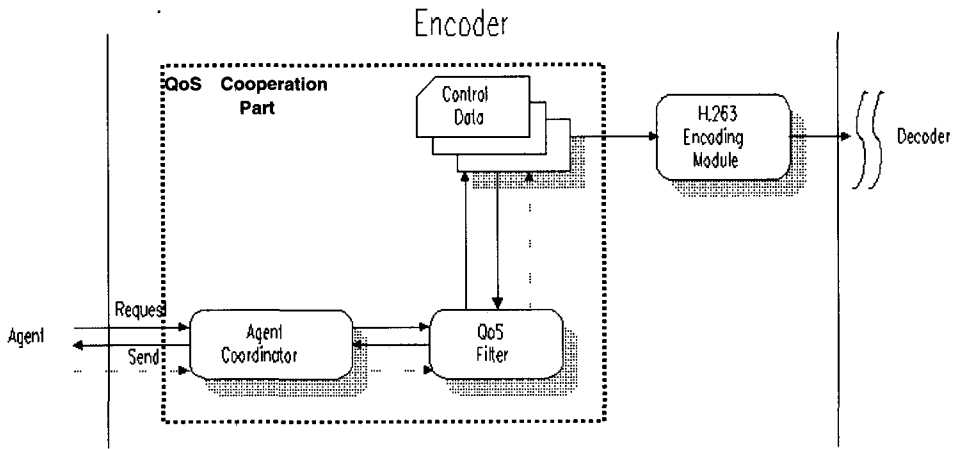 Encoder
QoS Cooperation
Part
Control
Data
H.263
Encoding
Module
Decoder
Request
Agent
Send
Agent
Coordinator
QoS
Filter